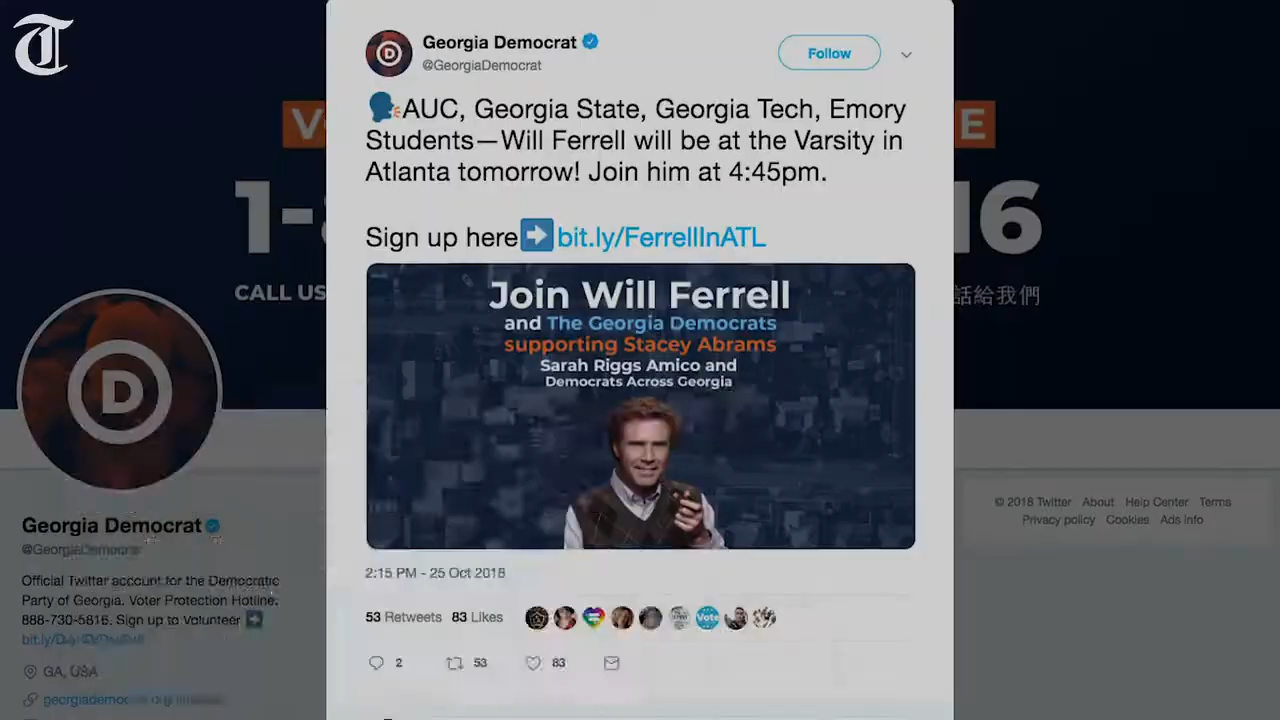 T
Georgia Democrat
@GeorgiaDemocrat
Follow
AUC, Georgia State, Georgia Tech, Emory
Students—Will Ferrell will be at the Varsity in
Atlanta tomorrow! Join him at 4:45pm.
Sign up here bit.ly/FerrellInATL
Join Will Ferrell
and The Georgia Democrats
supporting Stacey Abrams
Sarah Riggs Amico and
Democrats Across Georgia
2:15 PM - 25 Oct 2018
53 Retweets 83 Likes
Vote
2 53 83
V
E
1-
16
CALL US
話給我們
D
Georgia Democrat
@GeorgiaDemocrat
Official Twitter account for the Democratic
Party of Georgia. Voter Protection Hotline:
888-730-5816. Sign up to Volunteer
GA, USA
© 2018 Twitter About Help Center Terms
Privacy policy Cookies Ads info